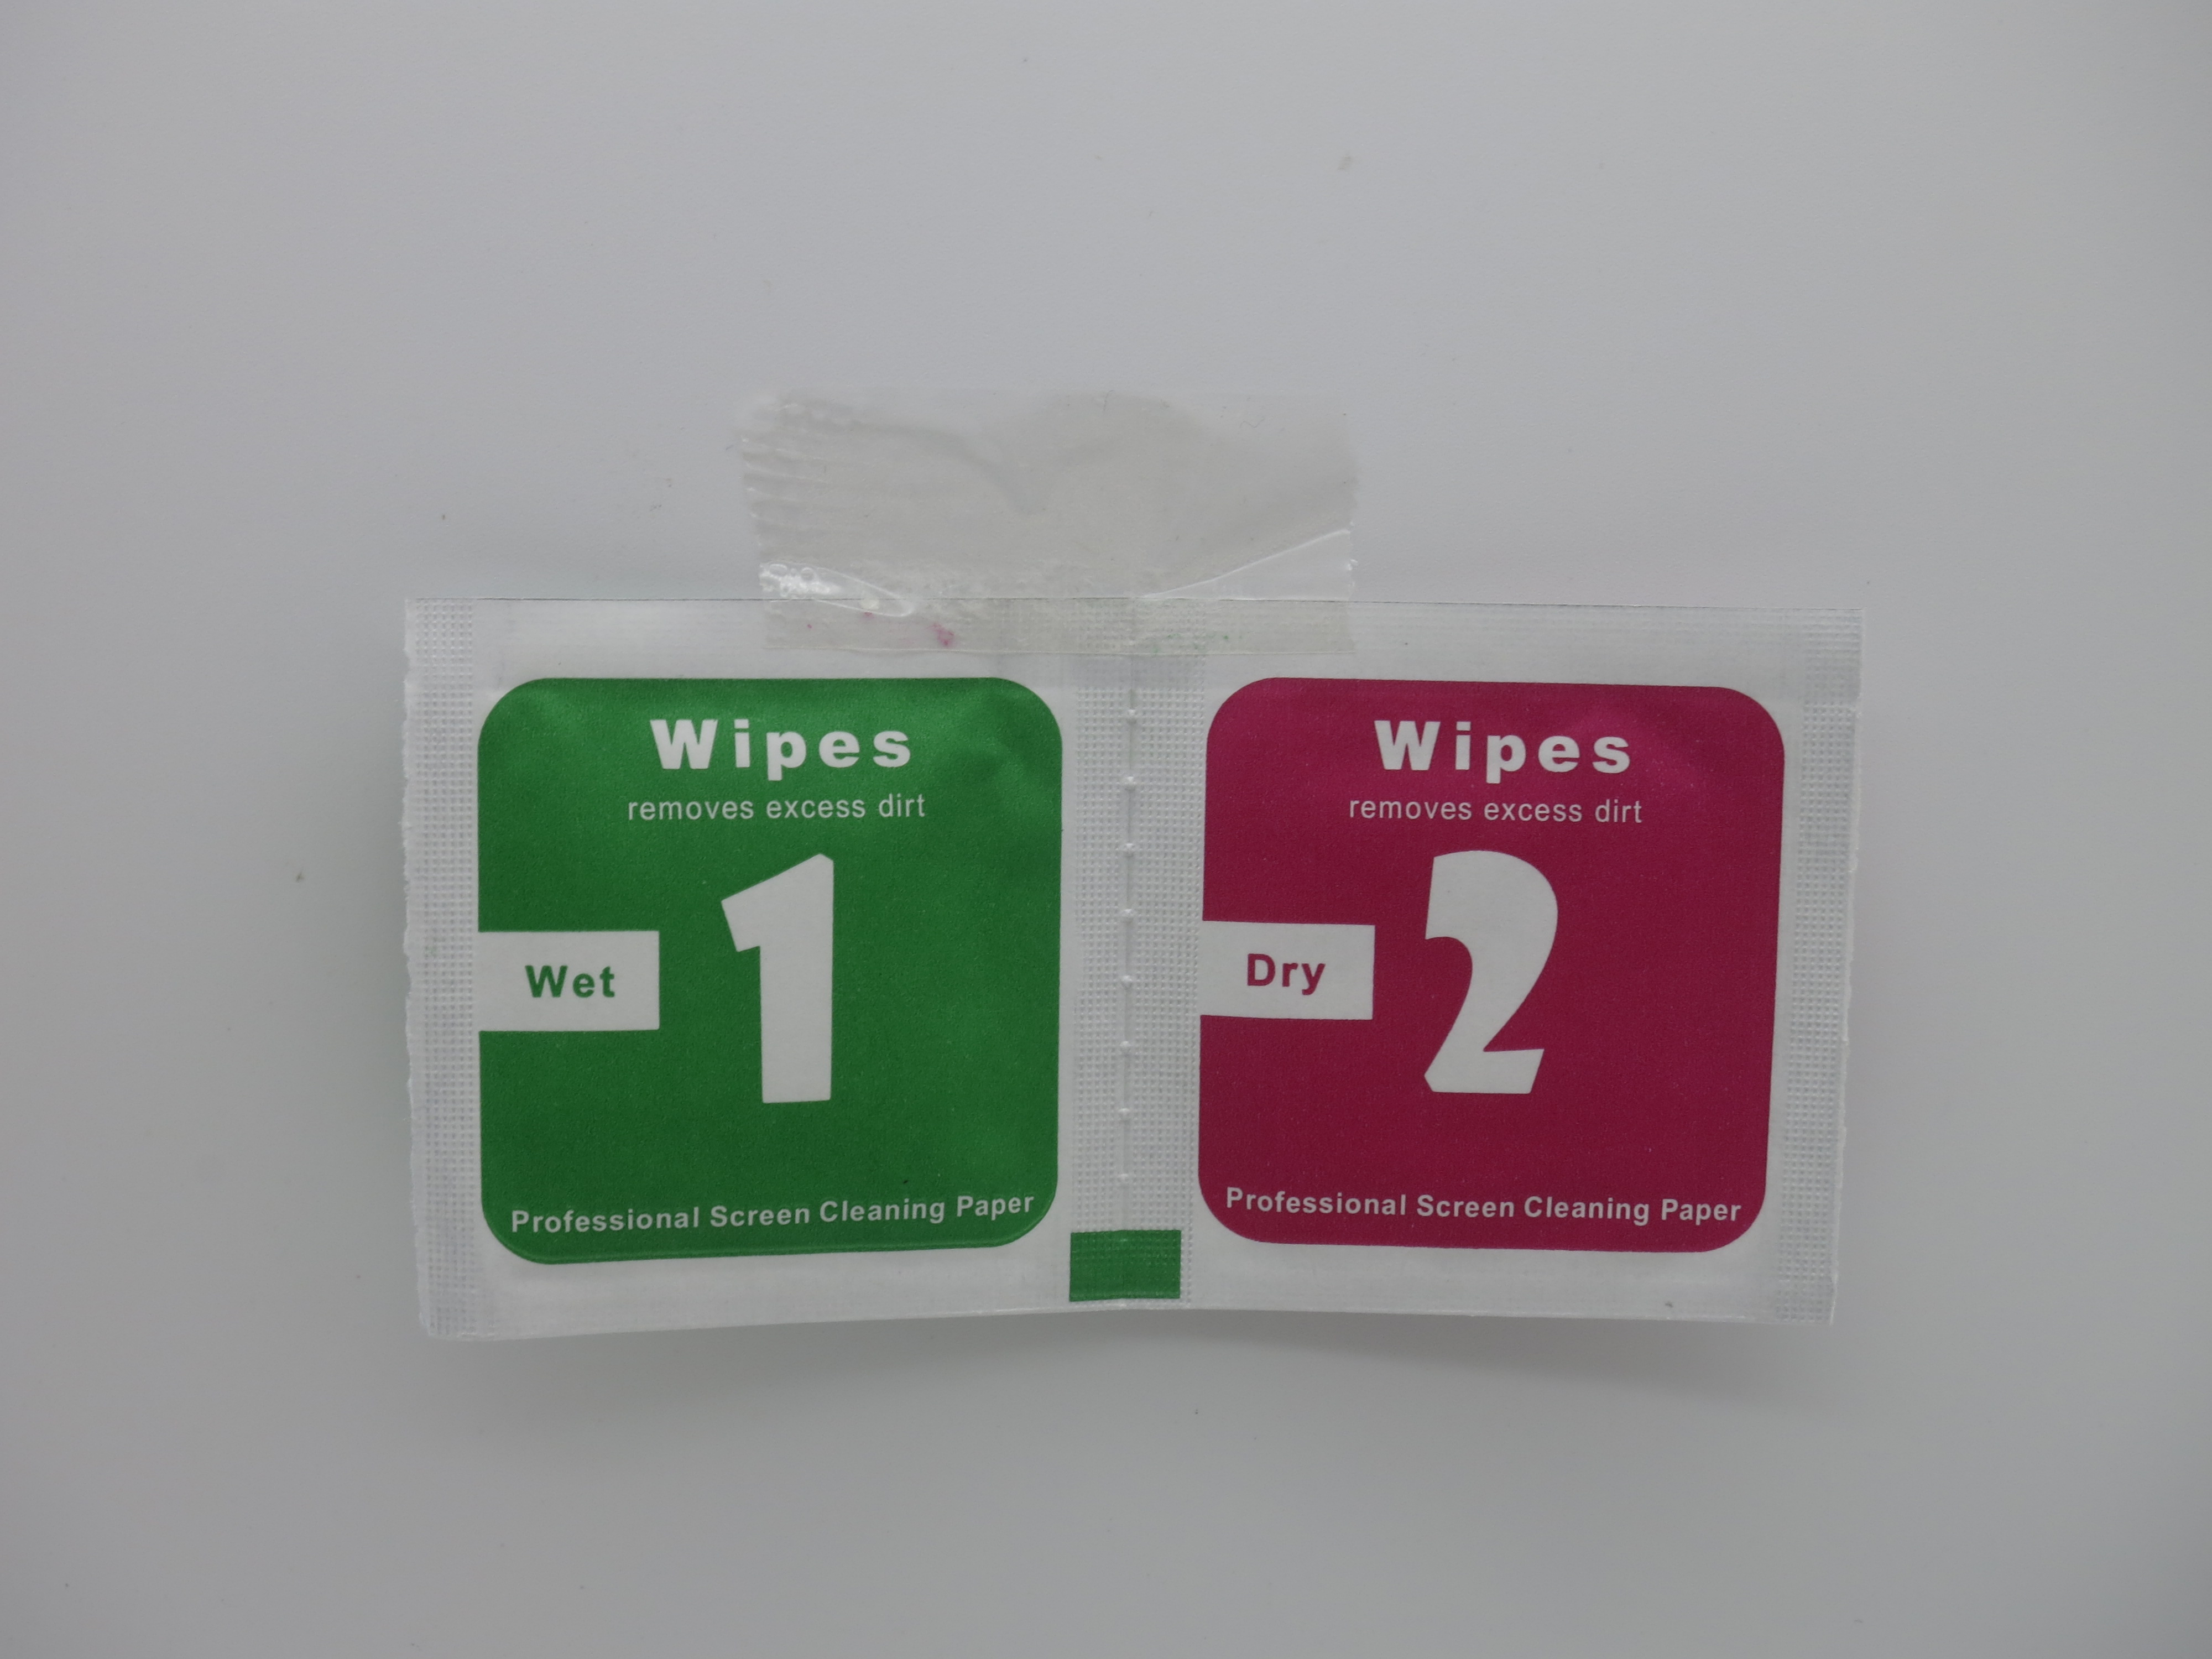 Wipes
removes excess dirt
1
Wet
Professional Screen Cleaning Paper
Wipes
removes excess dirt
2
Dry
Professional Screen Cleaning Paper